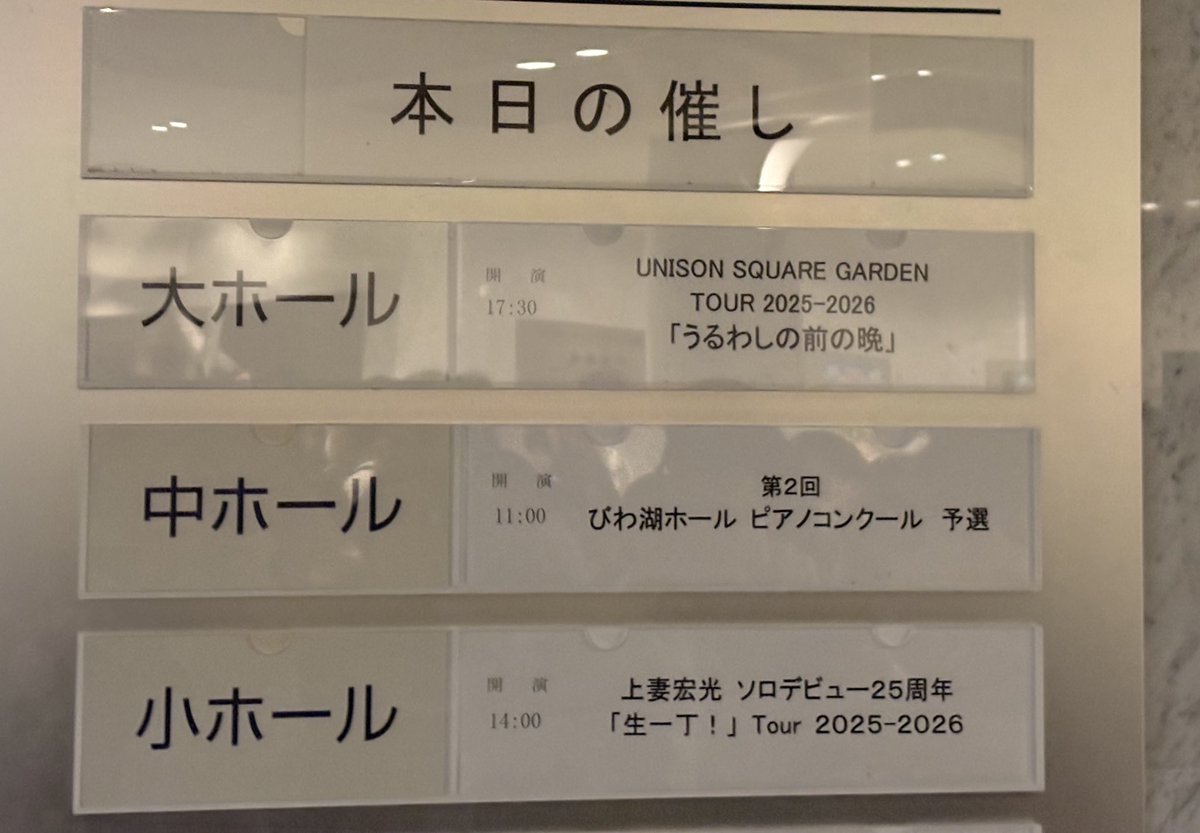 本日の催し
大ホール
開演
17:30
UNISON SQUARE GARDEN
TOUR 2025-2026
「うるわしの前の晩」
中ホール
開演
11:00
第2回
びわ湖ホール ピアノコンクール 予選
小ホール
開演
14:00
上妻宏光 ソロデビュー25周年
「生一丁！」Tour 2025-2026